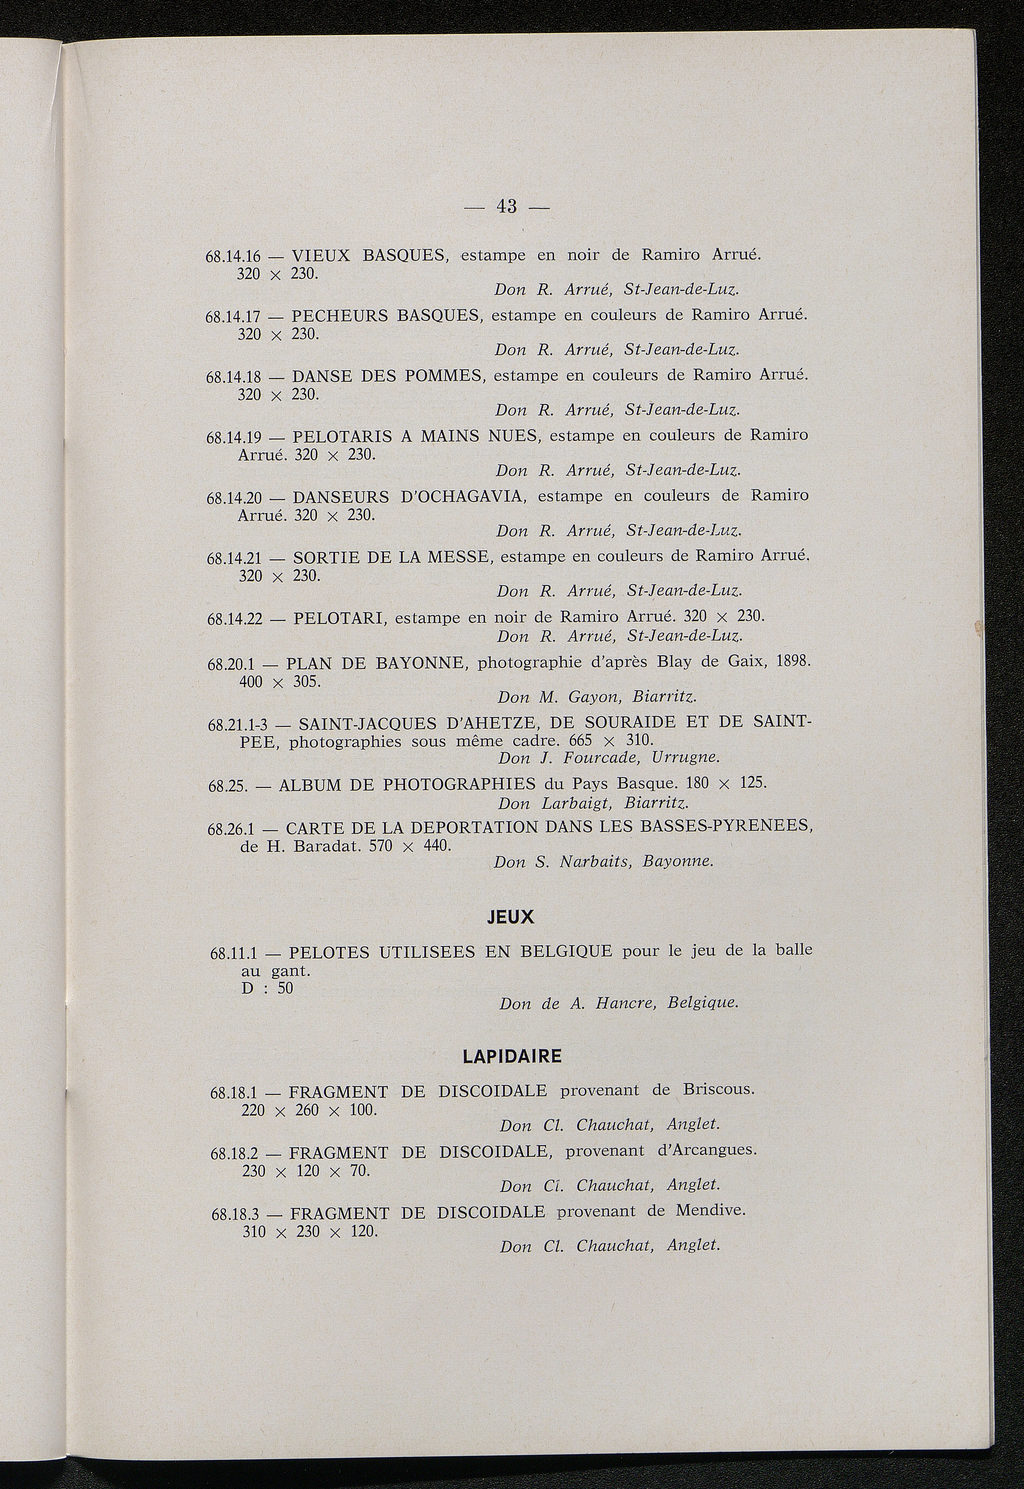 — 43 —
68.14.16 — VIEUX BASQUES, estampe en noir de Ramiro Arrué.
320 × 230.
Don R. Arrué, St-Jean-de-Luz.
68.14.17 — PECHEURS BASQUES, estampe en couleurs de Ramiro Arrué.
320 × 230.
Don R. Arrué, St-Jean-de-Luz.
68.14.18 — DANSE DES POMMES, estampe en couleurs de Ramiro Arrué.
320 × 230.
Don R. Arrué, St-Jean-de-Luz.
68.14.19 — PELOTARIS A MAINS NUES, estampe en couleurs de Ramiro
Arrué. 320 × 230.
Don R. Arrué, St-Jean-de-Luz.
68.14.20 — DANSEURS D'OCHAGAVIA, estampe en couleurs de Ramiro
Arrué. 320 × 230.
Don R. Arrué, St-Jean-de-Luz.
68.14.21 — SORTIE DE LA MESSE, estampe en couleurs de Ramiro Arrué.
320 × 230.
Don R. Arrué, St-Jean-de-Luz.
68.14.22 — PELOTARI, estampe en noir de Ramiro Arrué. 320 × 230.
Don R. Arrué, St-Jean-de-Luz.
68.20.1 — PLAN DE BAYONNE, photographie d'après Blay de Gaix, 1898.
400 × 305.
Don M. Gayon, Biarritz.
68.21.1-3 — SAINT-JACQUES D'AHETZE, DE SOURAIDE ET DE SAINT-
PEE, photographies sous même cadre. 665 × 310.
Don J. Fourcade, Urrugne.
68.25. — ALBUM DE PHOTOGRAPHIES du Pays Basque. 180 × 125.
Don Larbaigt, Biarritz.
68.26.1 — CARTE DE LA DEPORTATION DANS LES BASSES-PYRENEES,
de H. Baradat. 570 × 440.
Don S. Narbaits, Bayonne.
JEUX
68.11.1 — PELOTES UTILISEES EN BELGIQUE pour le jeu de la balle
au gant.
D : 50
Don de A. Hancre, Belgique.
LAPIDAIRE
68.18.1 — FRAGMENT DE DISCOIDALE provenant de Briscous.
220 × 260 × 100.
Don Cl. Chauchat, Anglet.
68.18.2 — FRAGMENT DE DISCOIDALE, provenant d'Arcangues.
230 × 120 × 70.
Don Cl. Chauchat, Anglet.
68.18.3 — FRAGMENT DE DISCOIDALE provenant de Mendive.
310 × 230 × 120.
Don Cl. Chauchat, Anglet.